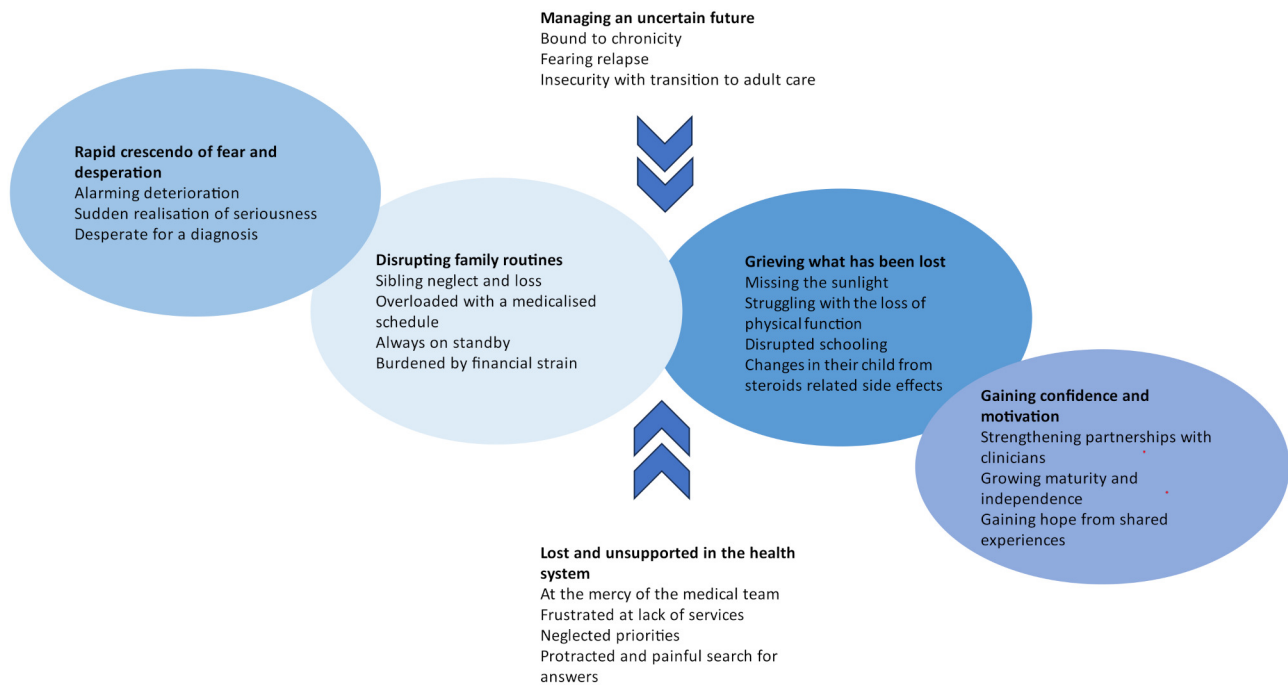 Managing an uncertain future
Bound to chronicity
Fearing relapse
Insecurity with transition to adult care
Rapid crescendo of fear and
desperation
Alarming deterioration
Sudden realisation of seriousness
Desperate for a diagnosis
Disrupting family routines
Sibling neglect and loss
Overloaded with a medicalised
schedule
Always on standby
Burdened by financial strain
Grieving what has been lost
Missing the sunlight
Struggling with the loss of
physical function
Disrupted schooling
Changes in their child from
steroids related side effects
Gaining confidence and
motivation
Strengthening partnerships with
clinicians
Growing maturity and
independence
Gaining hope from shared
experiences
Lost and unsupported in the health
system
At the mercy of the medical team
Frustrated at lack of services
Neglected priorities
Protracted and painful search for
answers